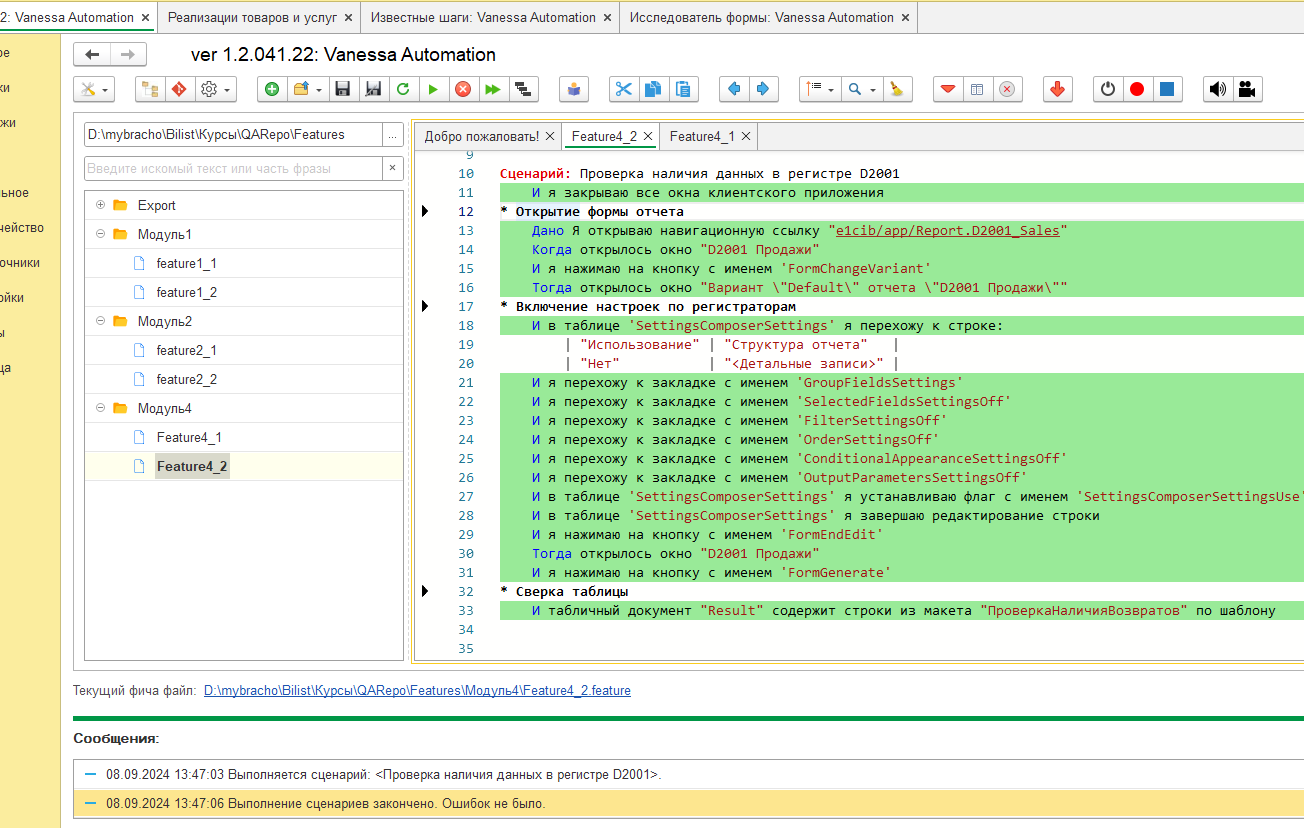 2: Vanessa Automation × Реализации товаров и услуг × Известные шаги: Vanessa Automation × Исследователь формы: Vanessa Automation ×
ver 1.2.041.22: Vanessa Automation
ое
ки
жи
ьное
чейство
очники
ойки
ы
ца
D:\mybracho\Bilist\Курсы\QARepo\Features ...
Введите искомый текст или часть фразы ×
Export
Модуль1
feature1_1
feature1_2
Модуль2
feature2_1
feature2_2
Модуль4
Feature4_1
Feature4_2
Добро пожаловать! × Feature4_2 × Feature4_1 ×
9
10 Сценарий: Проверка наличия данных в регистре D2001
11 И я закрываю все окна клиентского приложения
12 * Открытие формы отчета
13 Дано Я открываю навигационную ссылку "e1cib/app/Report.D2001_Sales"
14 Когда открылось окно "D2001 Продажи"
15 И я нажимаю на кнопку с именем 'FormChangeVariant'
16 Тогда открылось окно "Вариант \"Default\" отчета \"D2001 Продажи\""
17 * Включение настроек по регистраторам
18 И в таблице 'SettingsComposerSettings' я перехожу к строке:
19 | "Использование" | "Структура отчета" |
20 | "Нет" | "<Детальные записи>" |
21 И я перехожу к закладке с именем 'GroupFieldsSettings'
22 И я перехожу к закладке с именем 'SelectedFieldsSettingsOff'
23 И я перехожу к закладке с именем 'FilterSettingsOff'
24 И я перехожу к закладке с именем 'OrderSettingsOff'
25 И я перехожу к закладке с именем 'ConditionalAppearanceSettingsOff'
26 И я перехожу к закладке с именем 'OutputParametersSettingsOff'
27 И в таблице 'SettingsComposerSettings' я устанавливаю флаг с именем 'SettingsComposerSettingsUse'
28 И в таблице 'SettingsComposerSettings' я завершаю редактирование строки
29 И я нажимаю на кнопку с именем 'FormEndEdit'
30 Тогда открылось окно "D2001 Продажи"
31 И я нажимаю на кнопку с именем 'FormGenerate'
32 * Сверка таблицы
33 И табличный документ "Result" содержит строки из макета "ПроверкаНаличияВозвратов" по шаблону
34
35
Текущий фича файл: D:\mybracho\Bilist\Курсы\QARepo\Features\Модуль4\Feature4_2.feature
Сообщения:
08.09.2024 13:47:03 Выполняется сценарий: <Проверка наличия данных в регистре D2001>.
08.09.2024 13:47:06 Выполнение сценариев закончено. Ошибок не было.